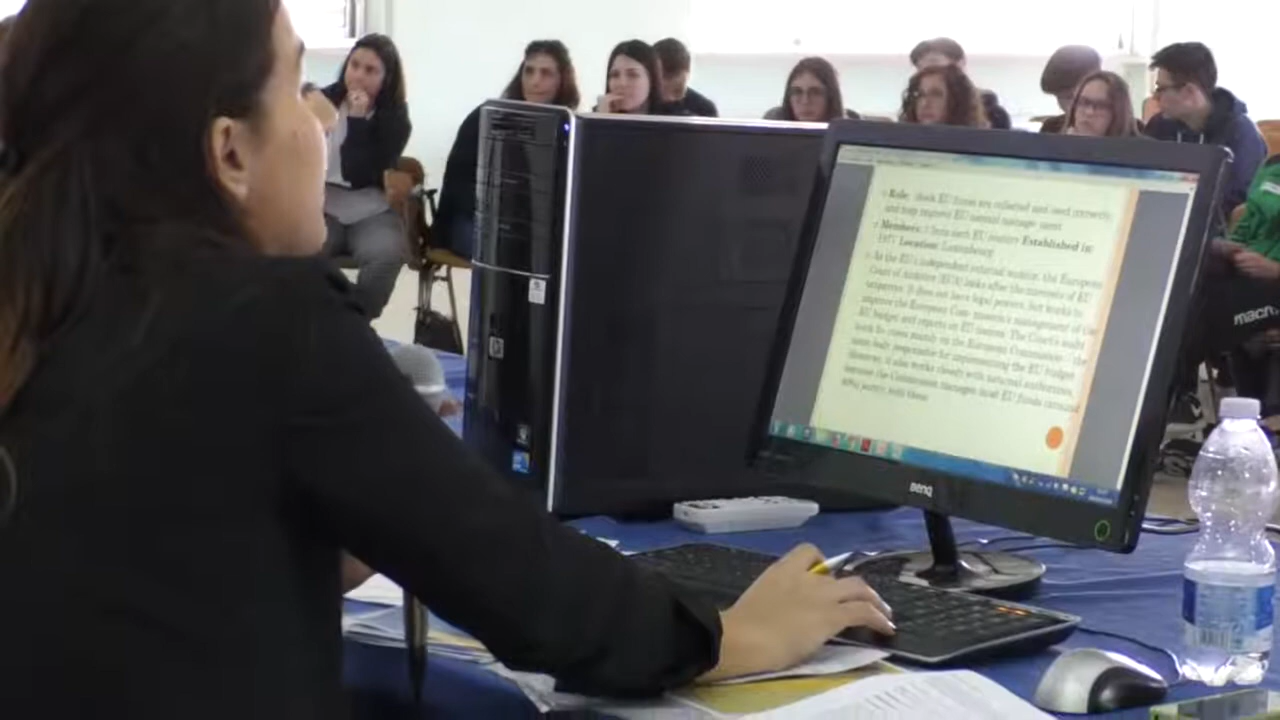 Role: check EU funds are collected and used correctly,
and help improve EU financial management.
Members: 1 from each EU country Established in:
1977 Location: Luxembourg
As the EU's independent external auditor, the European
Court of Auditors (ECA) looks after the interests of EU
taxpayers. It does not have legal powers, but works to
improve the European Commission's management of the
EU budget and reports on EU finances. The Court's audit
work focuses mainly on the European Commission – the
main body responsible for implementing the EU budget.
However, it also works closely with national authorities,
because the Commission manages most EU funds (around
80%) jointly with them
BenQ
macron